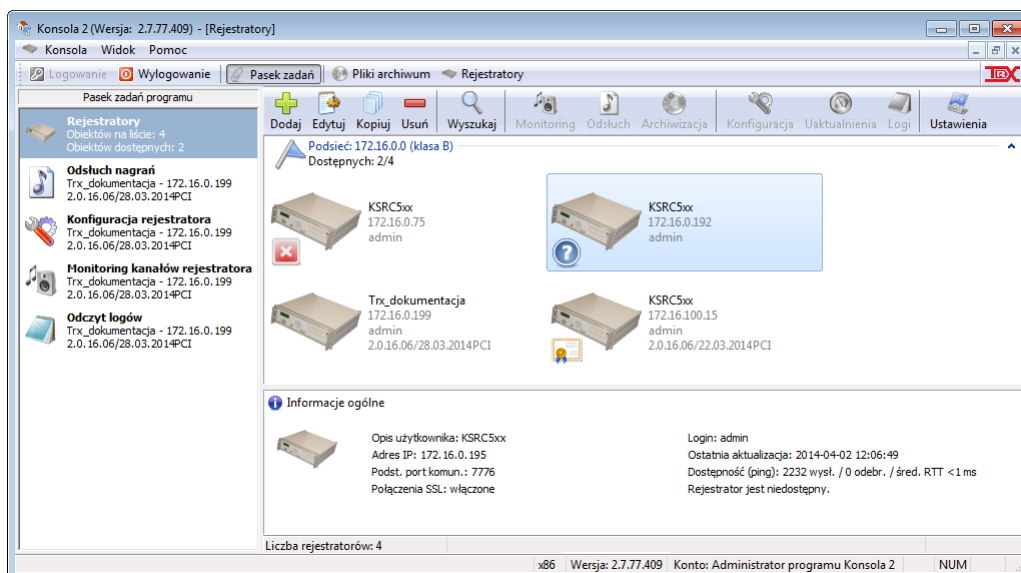 Konsola 2 (Wersja: 2.7.77.409) - [Rejestratory]
Konsola Widok Pomoc
Logowanie Wylogowanie Pasek zadań Pliki archiwum Rejestratory TRX
Pasek zadań programu
Rejestratory
Obiektów na liście: 4
Obiektów dostępnych: 2
Odsłuch nagrań
Trx_dokumentacja - 172.16.0.199
2.0.16.06/28.03.2014PCI
Konfiguracja rejestratora
Trx_dokumentacja - 172.16.0.199
2.0.16.06/28.03.2014PCI
Monitoring kanałów rejestratora
Trx_dokumentacja - 172.16.0.199
2.0.16.06/28.03.2014PCI
Odczyt logów
Trx_dokumentacja - 172.16.0.199
2.0.16.06/28.03.2014PCI
Dodaj Edytuj Kopiuj Usuń Wyszukaj Monitoring Odsłuch Archiwizacja Konfiguracja Uaktualnienia Logi Ustawienia
Podsieć: 172.16.0.0 (klasa B)
Dostępnych: 2/4
KSRC5xx
172.16.0.75
admin
KSRC5xx
172.16.0.192
admin
Trx_dokumentacja
172.16.0.199
admin
2.0.16.06/28.03.2014PCI
KSRC5xx
172.16.100.15
admin
2.0.16.06/22.03.2014PCI
Informacje ogólne
Opis użytkownika: KSRC5xx
Adres IP: 172.16.0.195
Podst. port komun.: 7776
Połączenia SSL: włączone
Login: admin
Ostatnia aktualizacja: 2014-04-02 12:06:49
Dostępność (ping): 2232 wysł. / 0 odebr. / śred. RTT <1 ms
Rejestrator jest niedostępny.
Liczba rejestratorów: 4
x86 Wersja: 2.7.77.409 Konto: Administrator programu Konsola 2 NUM